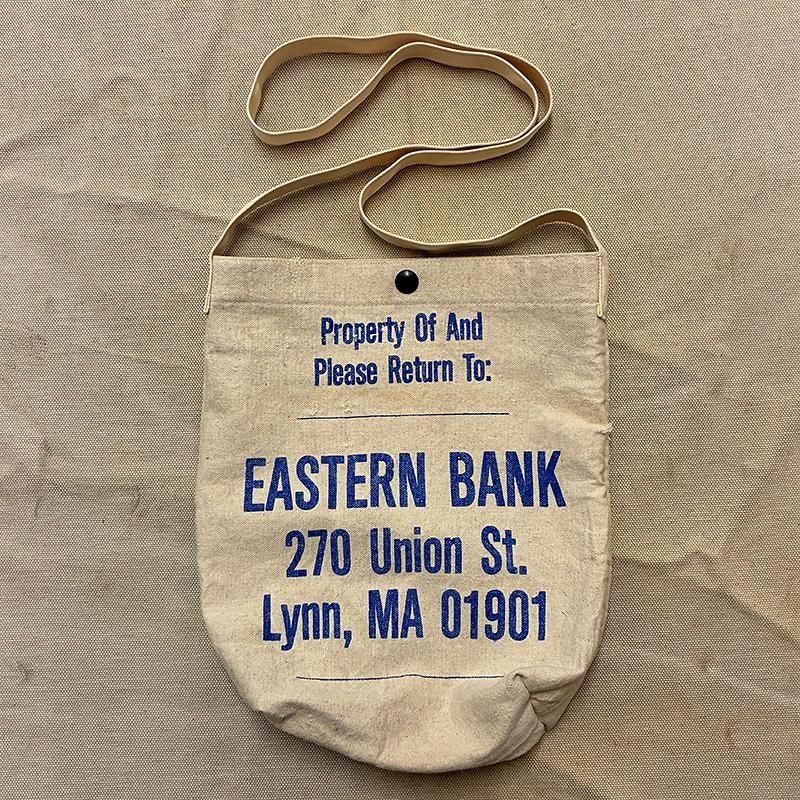 Property Of And
Please Return To:
EASTERN BANK
270 Union St.
Lynn, MA 01901